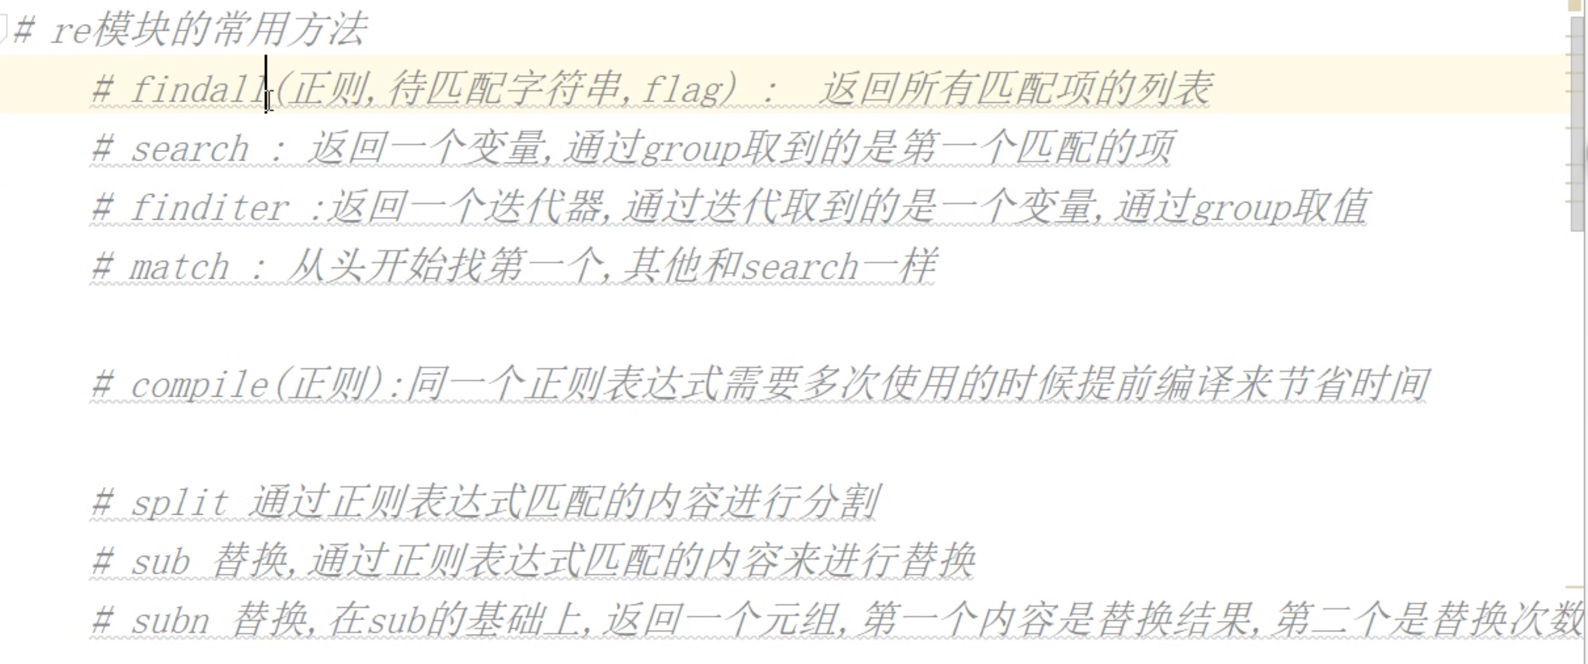 # re模块的常用方法
# findall(正则,待匹配字符串,flag) : 返回所有匹配项的列表
# search : 返回一个变量,通过group取到的是第一个匹配的项
# finditer :返回一个迭代器,通过迭代取到的是一个变量,通过group取值
# match : 从头开始找第一个,其他和search一样
# compile(正则):同一个正则表达式需要多次使用的时候提前编译来节省时间
# split 通过正则表达式匹配的内容进行分割
# sub 替换,通过正则表达式匹配的内容来进行替换
# subn 替换,在sub的基础上,返回一个元组,第一个内容是替换结果,第二个是替换次数